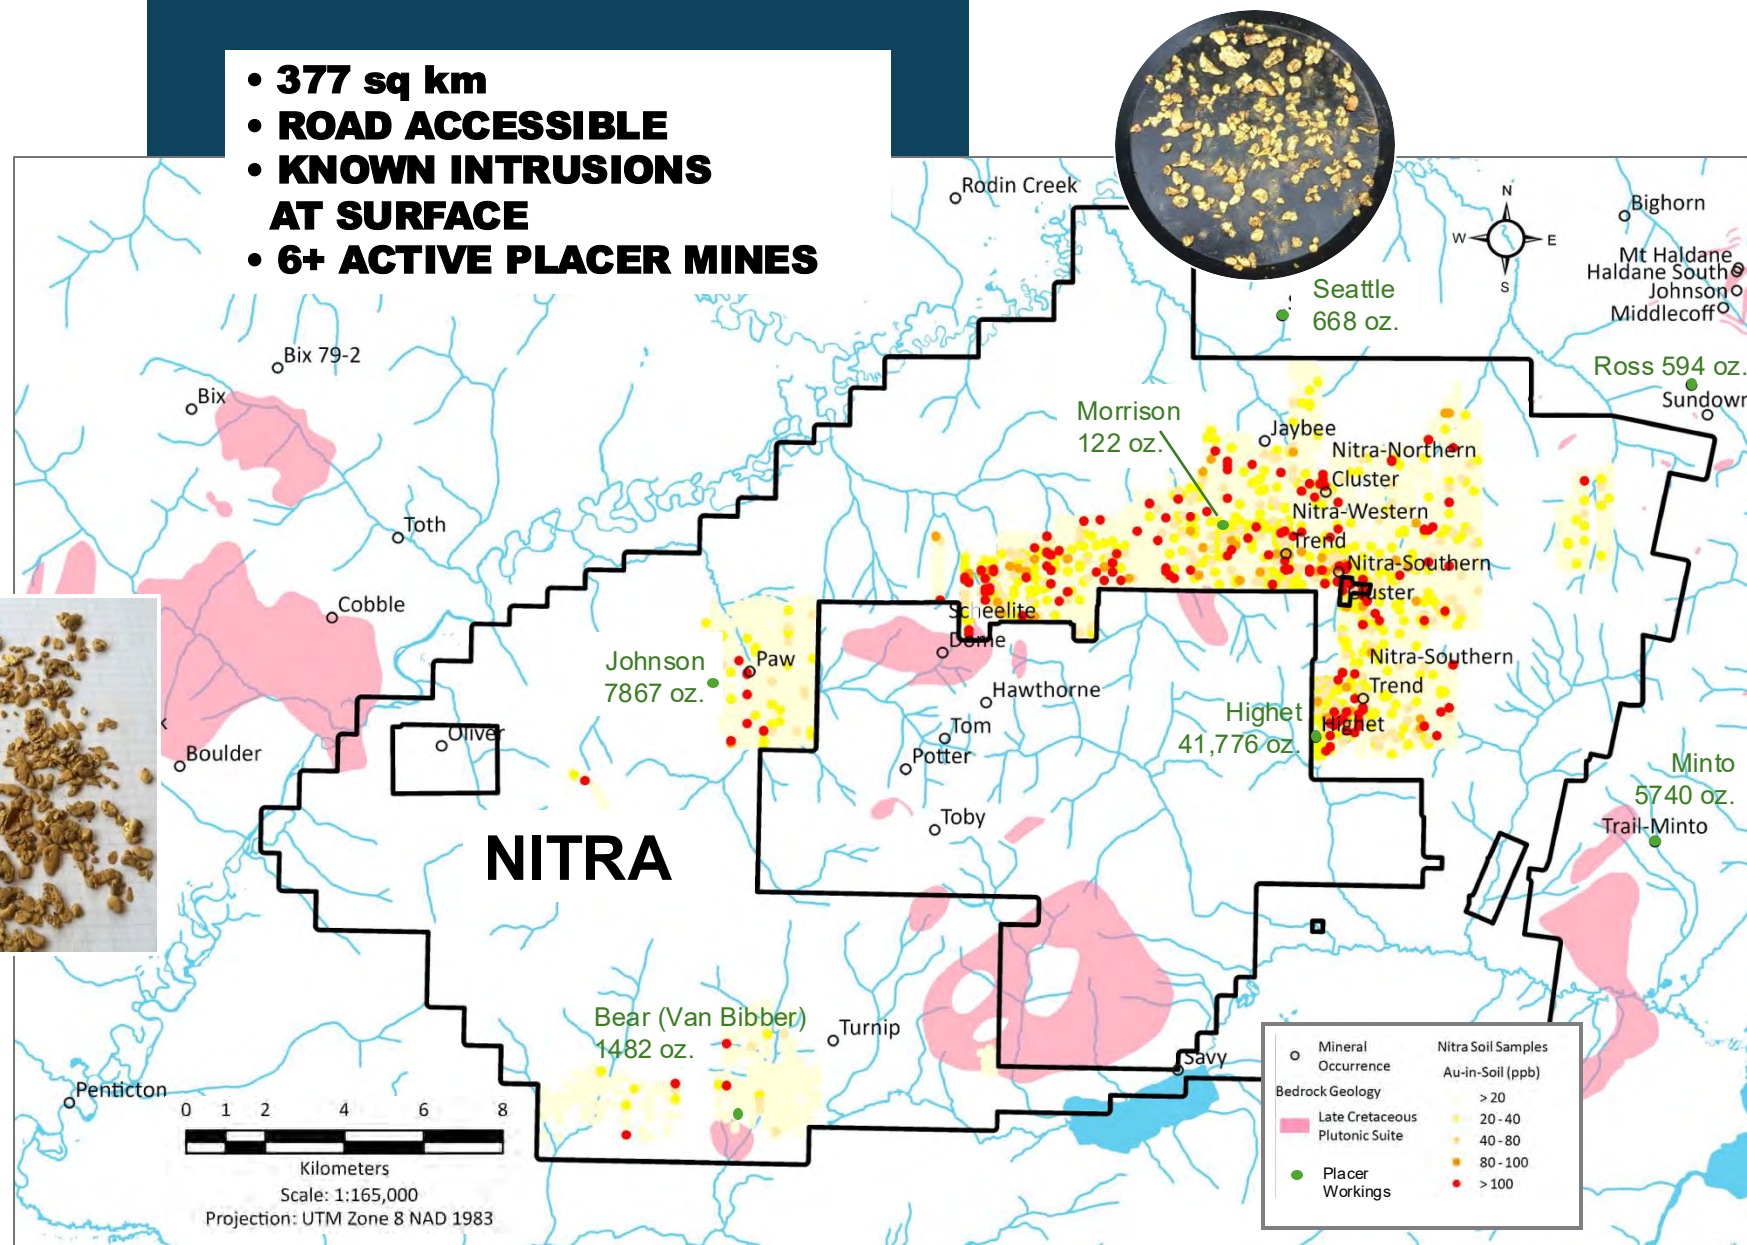 • 377 sq km
• ROAD ACCESSIBLE
• KNOWN INTRUSIONS
AT SURFACE
• 6+ ACTIVE PLACER MINES
Rodin Creek
N
W
E
S
Bighorn
Mt Haldane
Haldane South
Johnson
Middlecoff
Seattle
668 oz.
Bix 79-2
Bix
Ross 594 oz.
Sundown
Morrison
122 oz.
Jaybee
Nitra-Northern
Cluster
Nitra-Western
Trend
Nitra-Southern
Cluster
Toth
Cobble
Scheelite
Dome
Johnson
7867 oz.
Paw
Nitra-Southern
Trend
Hawthorne
Highet
41,776 oz.
Highet
Tom
Potter
Oliver
k
Boulder
Minto
5740 oz.
Trail-Minto
Toby
NITRA
Bear (Van Bibber)
1482 oz.
Turnip
Savy
Penticton
0 1 2 4 6 8
Kilometers
Scale: 1:165,000
Projection: UTM Zone 8 NAD 1983
Mineral
Occurrence
Bedrock Geology
Late Cretaceous
Plutonic Suite
Placer
Workings
Nitra Soil Samples
Au-in-Soil (ppb)
> 20
20 - 40
40 - 80
80 - 100
> 100